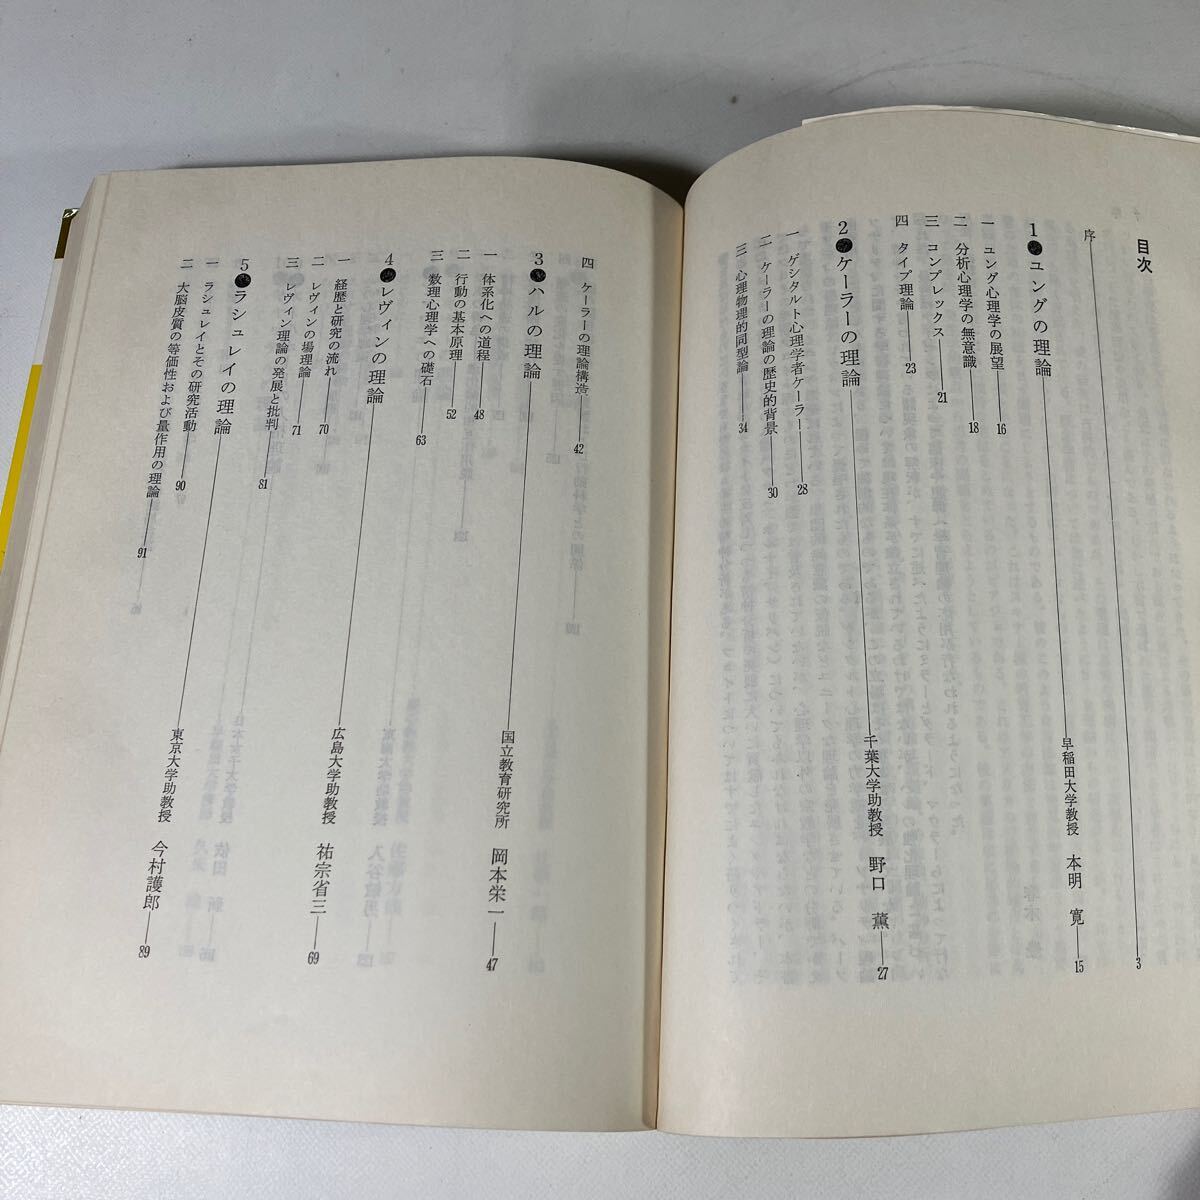 目次
序 3
1 ユングの理論 早稲田大学教授 本明 寛 15
一 ユング心理学の展望 16
二 分析心理学の無意識 18
三 コンプレックス 21
四 タイプ理論 23
2 ケーラーの理論 千葉大学助教授 野口 薫 27
一 ゲシタルト心理学者ケーラー 28
二 ケーラーの理論の歴史的背景 30
三 心理物理的同型論 34
四 ケーラーの理論構造 42
3 ハルの理論 国立教育研究所 岡本栄一 47
一 体系化への道程 48
二 行動の基本原理 52
三 数理心理学への礎石 63
4 レヴィンの理論 広島大学助教授 祐宗省三 69
一 経歴と研究の流れ 70
二 レヴィンの場理論 71
三 レヴィン理論の発展と批判 81
5 ラシュレイの理論 東京大学助教授 今村護郎 89
一 ラシュレイとその研究活動 90
二 大脳皮質の等価性および量作用の理論 91